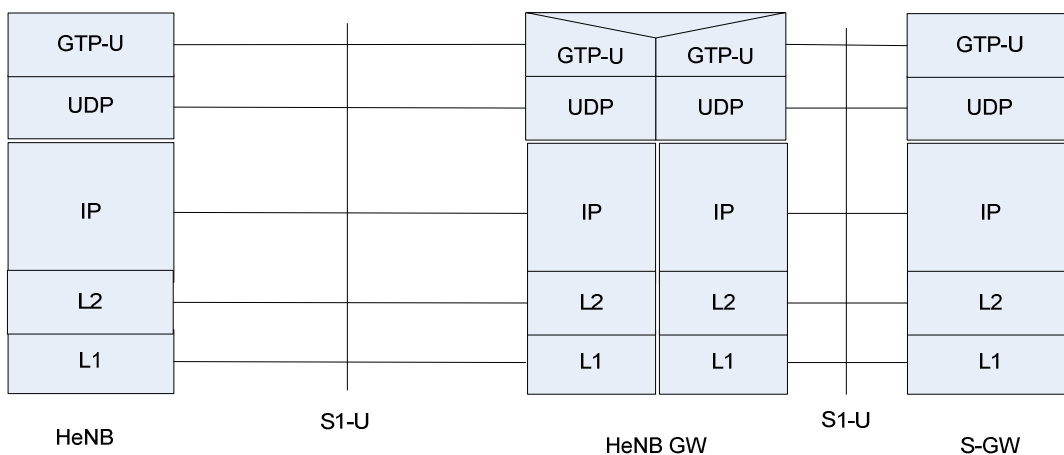 GTP-U
GTP-U
GTP-U
GTP-U
UDP
UDP
UDP
UDP
IP
IP
IP
IP
L2
L2
L2
L2
L1
L1
L1
L1
S1-U
S1-U
HeNB
HeNB GW
S-GW